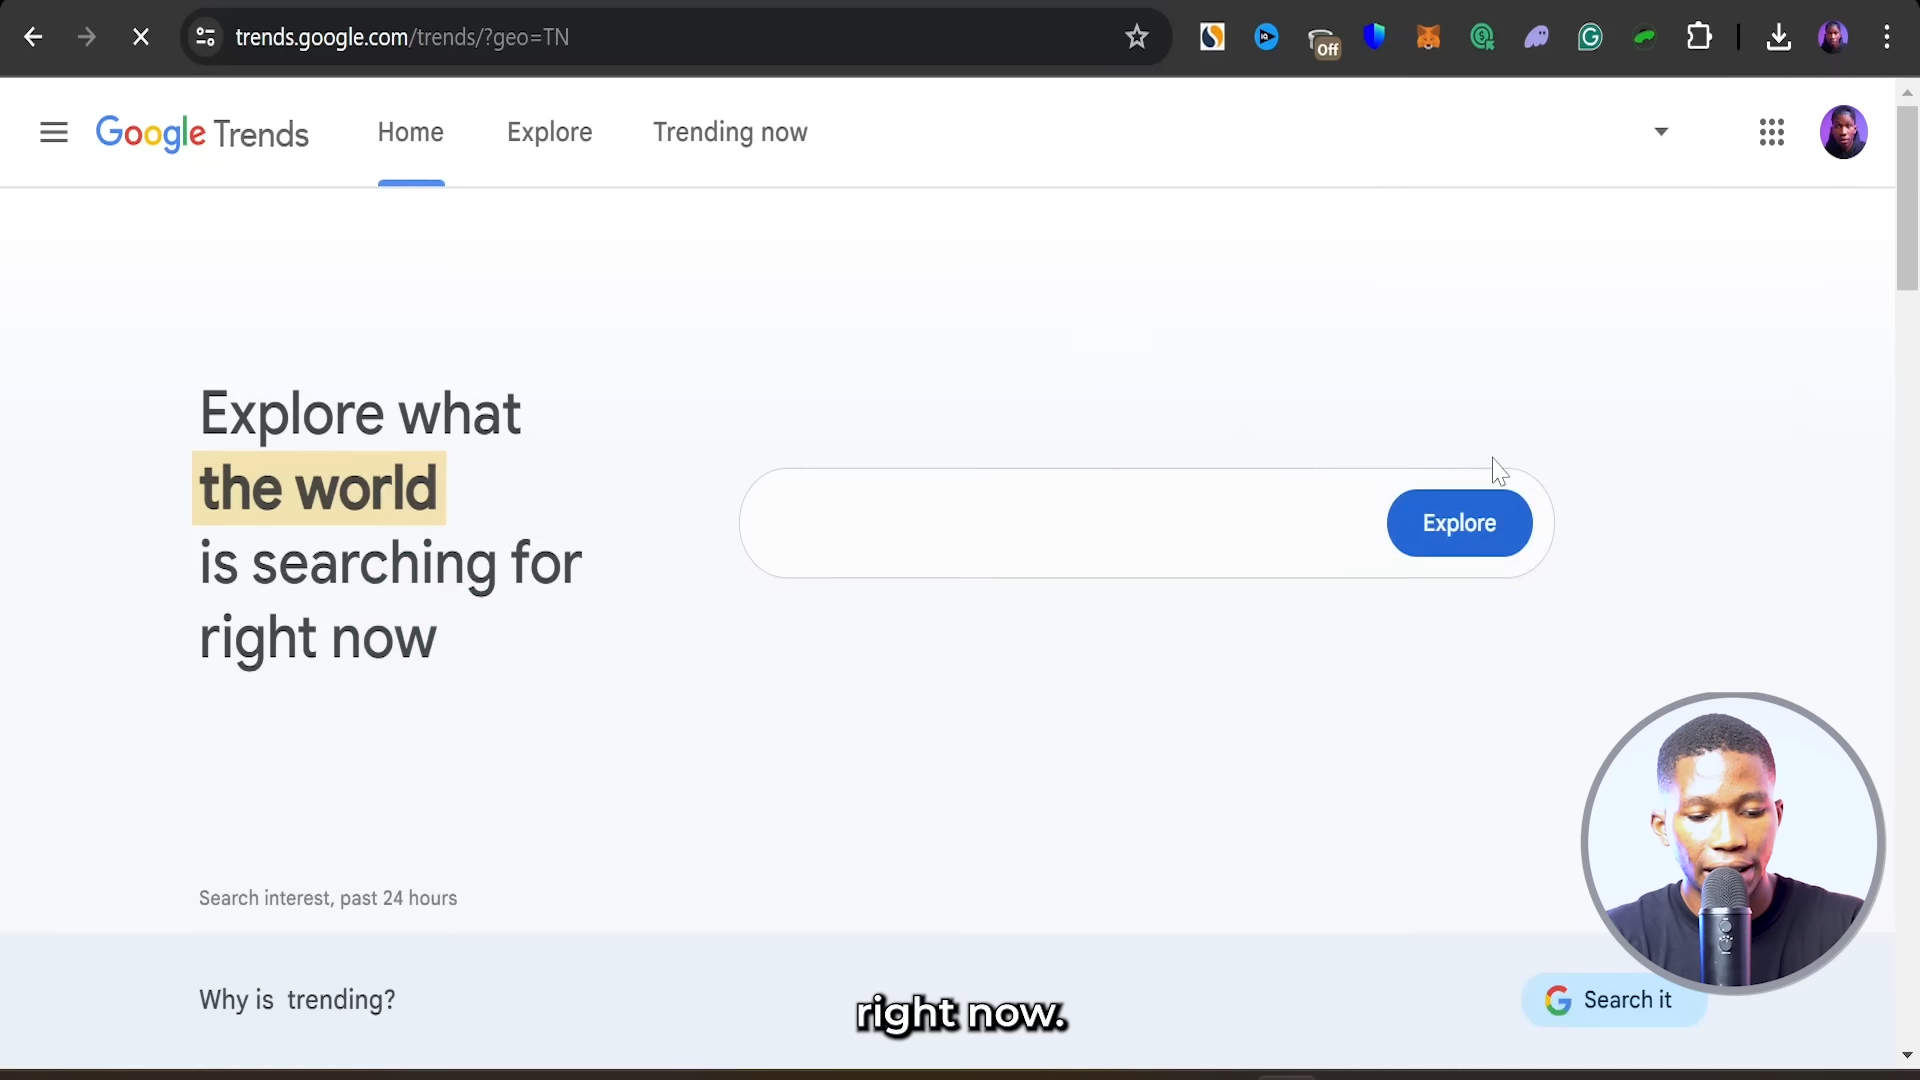 trends.google.com/trends/?geo=TN
Off
Google Trends
Home
Explore
Trending now
Explore what
the world
is searching for
right now
Explore
Search interest, past 24 hours
Why is trending?
Search it
right now.